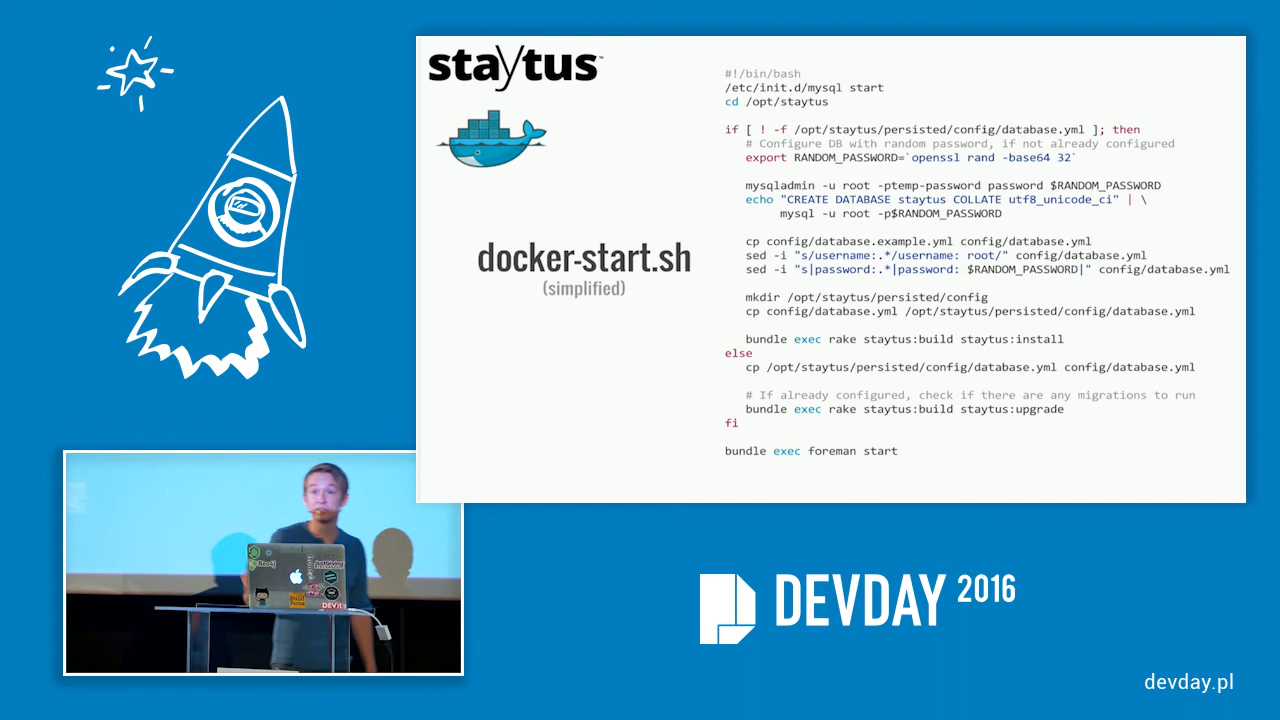 staytus™
docker-start.sh
(simplified)
#!/bin/bash
/etc/init.d/mysql start
cd /opt/staytus
if [ ! -f /opt/staytus/persisted/config/database.yml ]; then
# Configure DB with random password, if not already configured
export RANDOM_PASSWORD=`openssl rand -base64 32`
mysqladmin -u root -ptemp-password password $RANDOM_PASSWORD
echo "CREATE DATABASE staytus COLLATE utf8_unicode_ci" | \
mysql -u root -p$RANDOM_PASSWORD
cp config/database.example.yml config/database.yml
sed -i "s/username:.*/username: root/" config/database.yml
sed -i "s|password:.*|password: $RANDOM_PASSWORD|" config/database.yml
mkdir /opt/staytus/persisted/config
cp config/database.yml /opt/staytus/persisted/config/database.yml
bundle exec rake staytus:build staytus:install
else
cp /opt/staytus/persisted/config/database.yml config/database.yml
# If already configured, check if there are any migrations to run
bundle exec rake staytus:build staytus:upgrade
fi
bundle exec foreman start
Neo4j
JustGiving
DEVit
DEVDAY 2016
devday.pl